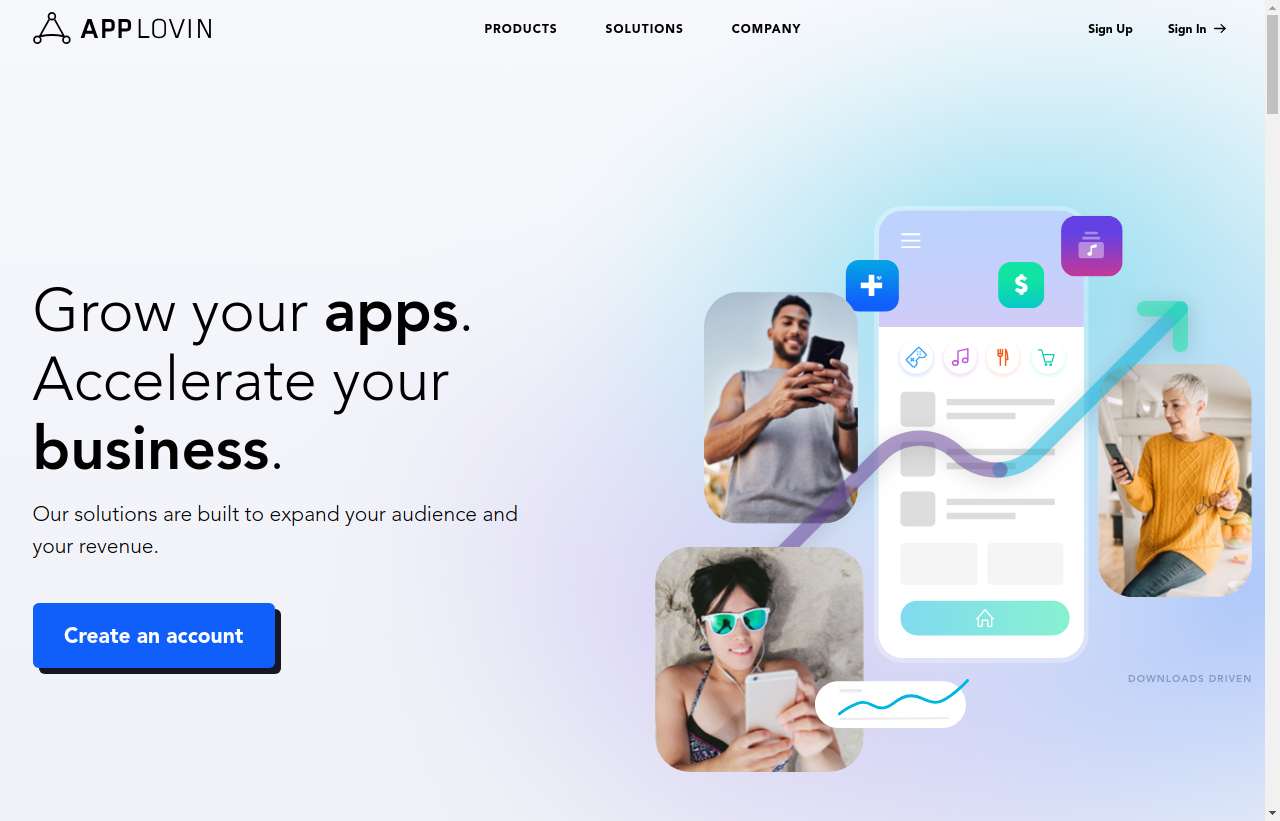 APPLOVIN
PRODUCTS
SOLUTIONS
COMPANY
Sign Up
Sign In →
Grow your apps.
Accelerate your
business.
Our solutions are built to expand your audience and
your revenue.
Create an account
$
DOWNLOADS DRIVEN